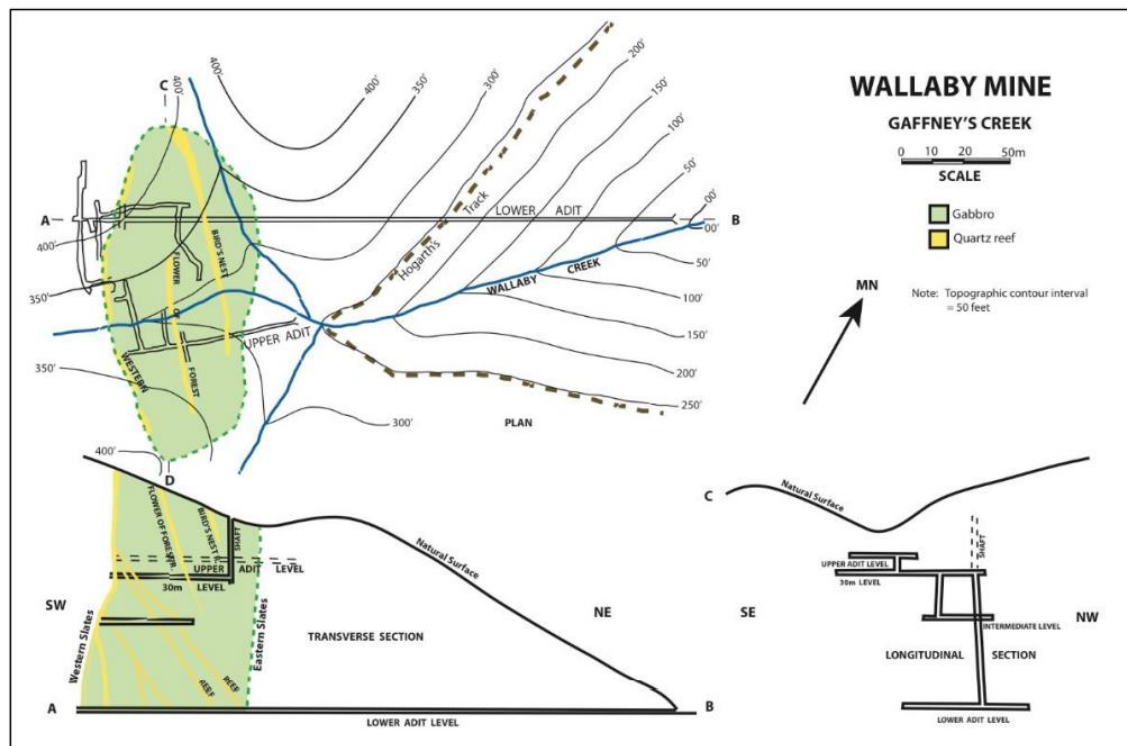 WALLABY MINE
GAFFNEY'S CREEK
0 10 20 50m
SCALE
Gabbro
Quartz reef
MN
Note: Topographic contour interval
= 50 feet
C
400'
400'
400'
350'
300'
250'
200'
150'
100'
50'
00'
00'
50'
100'
150'
200'
250'
300'
400'
350'
350'
400'
A
B
LOWER ADIT
Hogarth's Track
WALLABY CREEK
BIRD'S NEST
FLOWER OF FOREST
WESTERN
UPPER ADIT
PLAN
D
FLOWER OF FOREST R.
BIRD'S NEST R.
SHAFT
UPPER ADIT LEVEL
30m LEVEL
Natural Surface
Natural Surface
SW
NE
Western Slates
Eastern Slates
TRANSVERSE SECTION
REEF
REEF
A
B
LOWER ADIT LEVEL
C
Natural Surface
SHAFT
UPPER ADIT LEVEL
30m LEVEL
SE
NW
INTERMEDIATE LEVEL
LONGITUDINAL SECTION
LOWER ADIT LEVEL